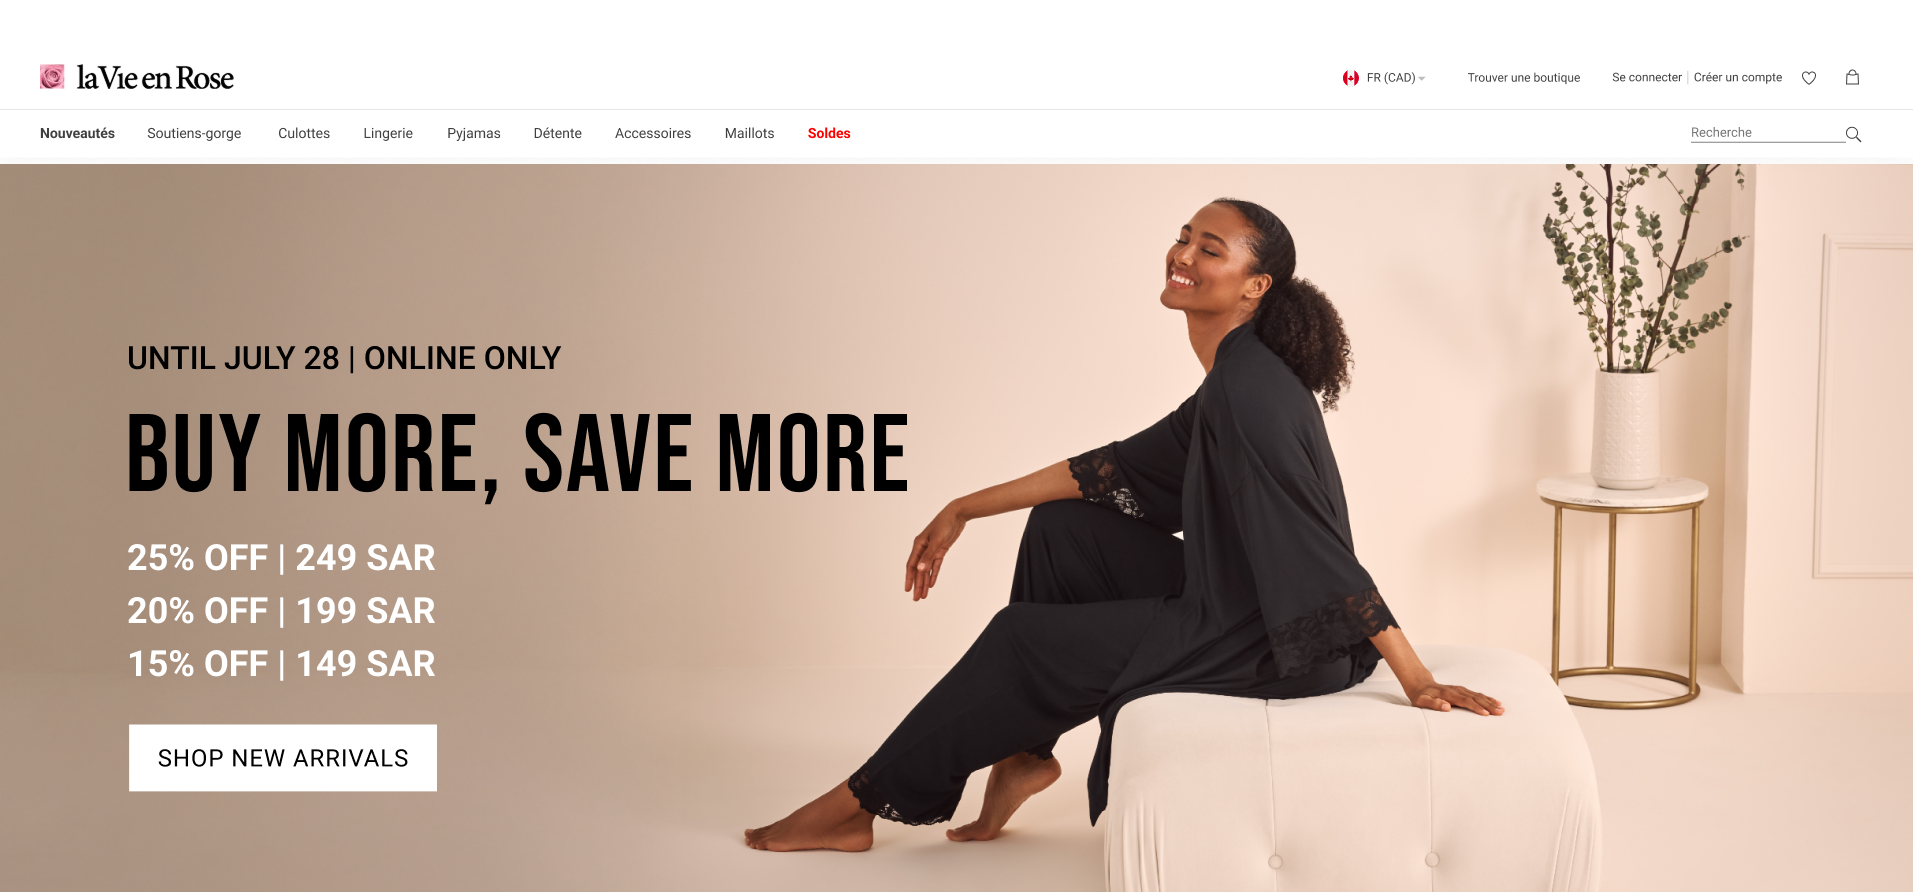 la Vie en Rose
FR (CAD)
Trouver une boutique
Se connecter | Créer un compte
Nouveautés Soutiens-gorge Culottes Lingerie Pyjamas Détente Accessoires Maillots Soldes
Recherche
UNTIL JULY 28 | ONLINE ONLY
BUY MORE, SAVE MORE
25% OFF | 249 SAR
20% OFF | 199 SAR
15% OFF | 149 SAR
SHOP NEW ARRIVALS